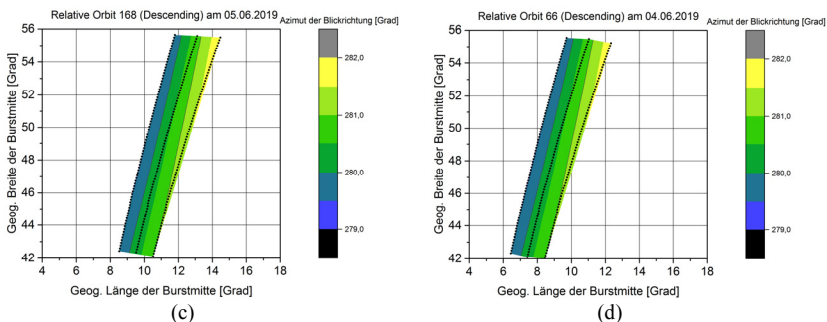 Relative Orbit 168 (Descending) am 05.06.2019
Azimut der Blickrichtung [Grad]
Geog. Breite der Burstmitte [Grad]
56
54
52
50
48
46
44
42
4 6 8 10 12 14 16 18
Geog. Länge der Burstmitte [Grad]
282,0
281,0
280,0
279,0
(c)
Relative Orbit 66 (Descending) am 04.06.2019
Azimut der Blickrichtung [Grad]
Geog. Breite der Burstmitte [Grad]
56
54
52
50
48
46
44
42
4 6 8 10 12 14 16 18
Geog. Länge der Burstmitte [Grad]
282,0
281,0
280,0
279,0
(d)